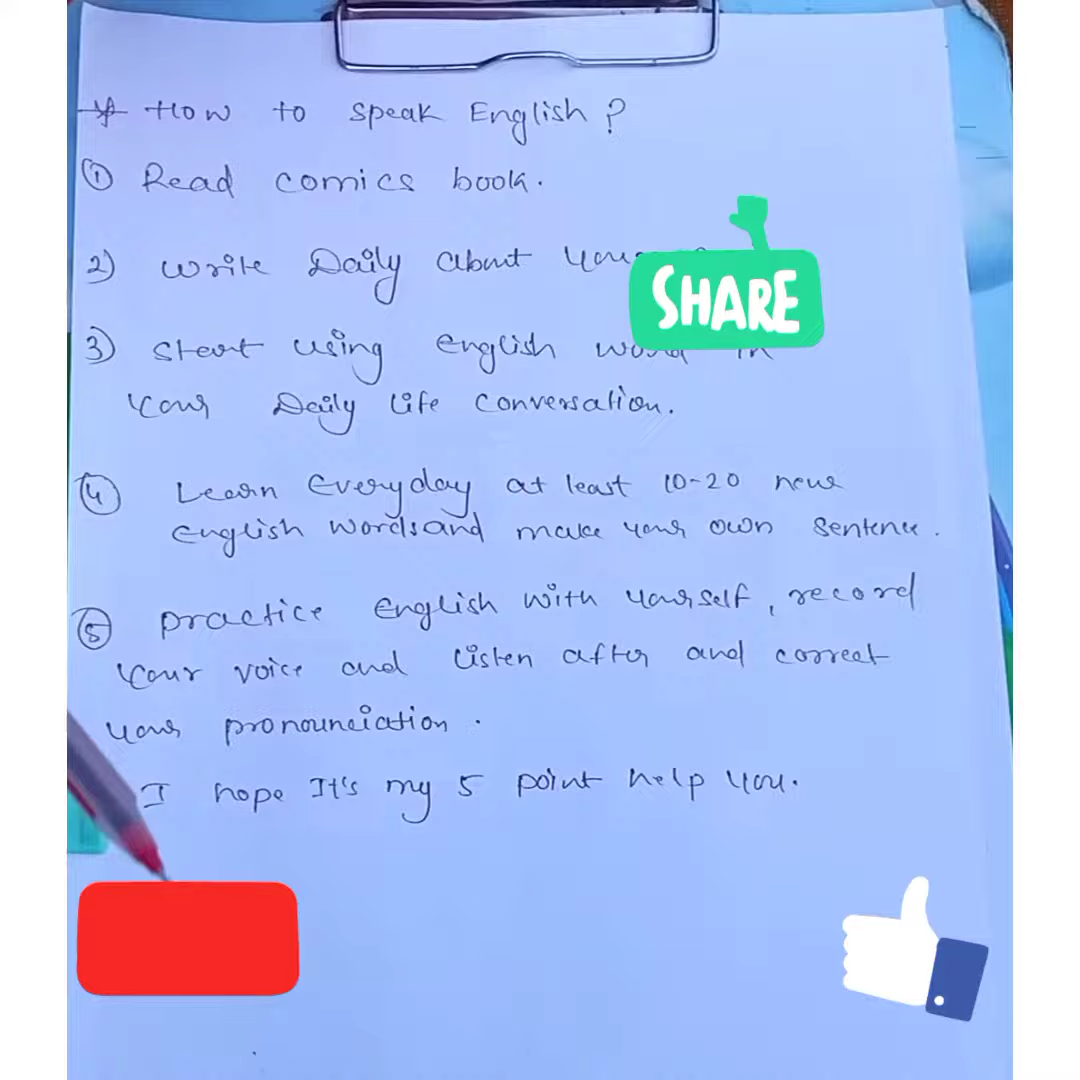 * How to speak English ?
① Read comics book.
2) Write Daily about
SHARE
3) Start using english word in
Your Daily life conversation.
④ Learn everyday at least 10-20 new
english words and make your own sentence.
⑤ practice english with yourself, record
your voice and listen after and correct
your pronounciation.
I hope It's my 5 point help you.